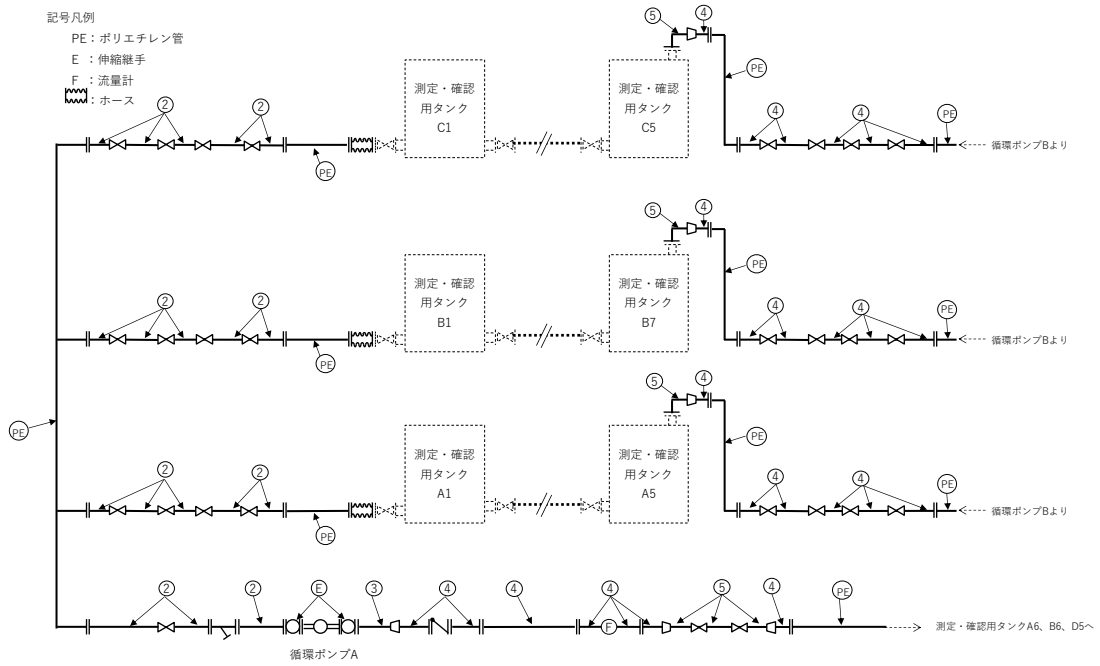 記号凡例
PE：ポリエチレン管
E ：伸縮継手
F ：流量計
：ホース
5 4
PE
測定・確認
用タンク
C1
測定・確認
用タンク
C5
2 2
4 4 PE
PE
循環ポンプBより
5 4
PE
測定・確認
用タンク
B1
測定・確認
用タンク
B7
2 2
4 4 PE
PE
循環ポンプBより
5 4
PE
PE
測定・確認
用タンク
A1
測定・確認
用タンク
A5
2 2
4 4 PE
PE
循環ポンプBより
2 2 E 3 4 4 4 5 4 PE
F
測定・確認用タンクA6、B6、D5へ
循環ポンプA